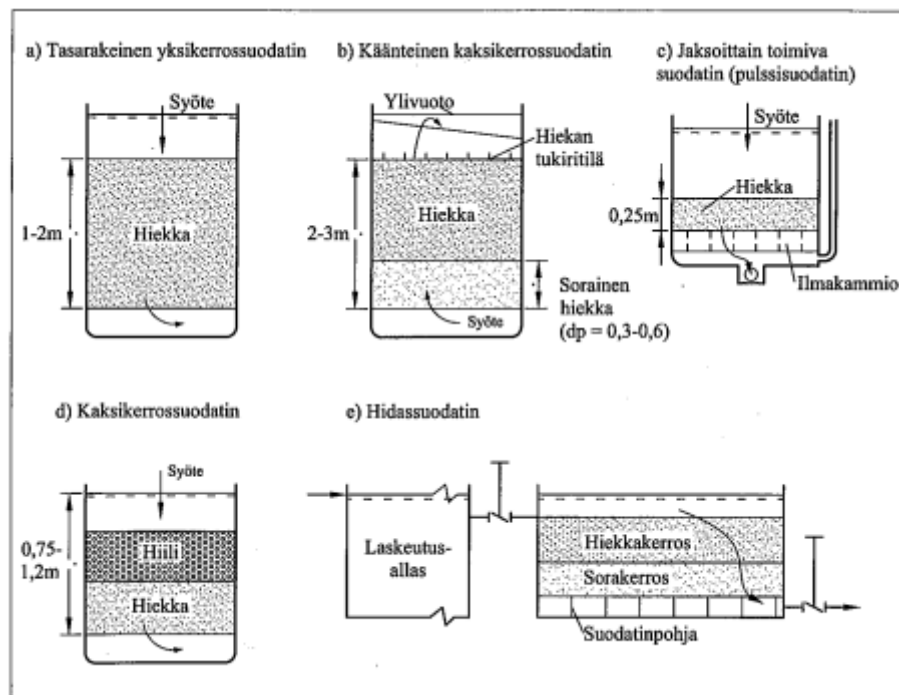 a) Tasarakeinen yksikerrossuodatin
Syöte
1-2m
Hiekka
b) Käänteinen kaksikerrossuodatin
Ylivuoto
Hiekan
tukiritilä
2-3m
Hiekka
Syöte
Sorainen
hiekka
(dp = 0,3-0,6)
c) Jaksoittain toimiva
suodatin (pulssisuodatin)
Syöte
Hiekka
0,25m
Ilmakammio
d) Kaksikerrossuodatin
Syöte
0,75-
1,2m
Hiili
Hiekka
e) Hidassuodatin
Laskeutus-
allas
Hiekkakerros
Sorakerros
Suodatinpohja